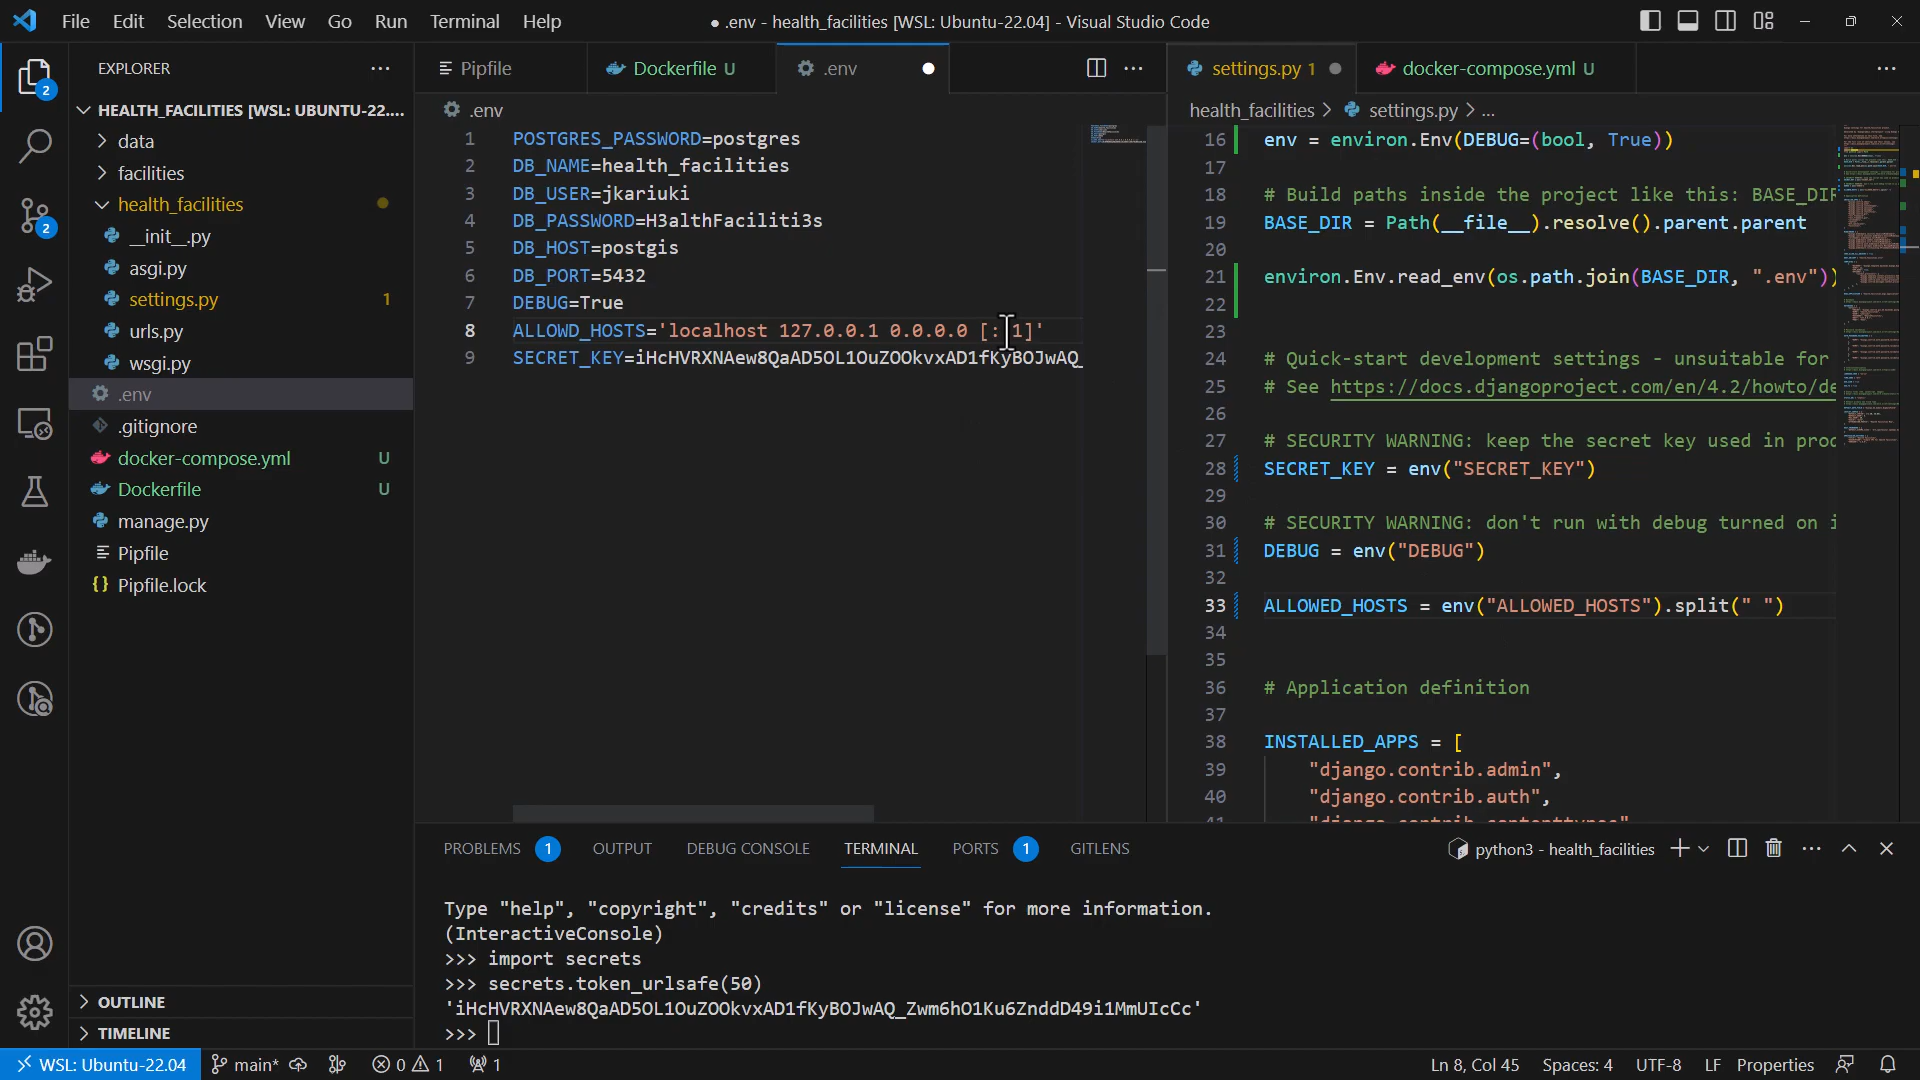 File Edit Selection View Go Run Terminal Help
● .env - health_facilities [WSL: Ubuntu-22.04] - Visual Studio Code
EXPLORER
HEALTH_FACILITIES [WSL: UBUNTU-22....
data
facilities
health_facilities
__init__.py
asgi.py
settings.py 1
urls.py
wsgi.py
.env
.gitignore
docker-compose.yml U
Dockerfile U
manage.py
Pipfile
Pipfile.lock
OUTLINE
TIMELINE
2
2
Pipfile
Dockerfile U
.env
.env
1 POSTGRES_PASSWORD=postgres
2 DB_NAME=health_facilities
3 DB_USER=jkariuki
4 DB_PASSWORD=H3althFaciliti3s
5 DB_HOST=postgis
6 DB_PORT=5432
7 DEBUG=True
8 ALLOWD_HOSTS='localhost 127.0.0.1 0.0.0.0 [::1]'
9 SECRET_KEY=iHcHVRXNAew8QaAD5OL1OuZOOkvxAD1fKyBOJwAQ_
settings.py 1
docker-compose.yml U
health_facilities > settings.py > ...
16 env = environ.Env(DEBUG=(bool, True))
17
18 # Build paths inside the project like this: BASE_DIR
19 BASE_DIR = Path(__file__).resolve().parent.parent
20
21 environ.Env.read_env(os.path.join(BASE_DIR, ".env"))
22
23
24 # Quick-start development settings - unsuitable for
25 # See https://docs.djangoproject.com/en/4.2/howto/de
26
27 # SECURITY WARNING: keep the secret key used in proc
28 SECRET_KEY = env("SECRET_KEY")
29
30 # SECURITY WARNING: don't run with debug turned on i
31 DEBUG = env("DEBUG")
32
33 ALLOWED_HOSTS = env("ALLOWED_HOSTS").split(" ")
34
35
36 # Application definition
37
38 INSTALLED_APPS = [
39 "django.contrib.admin",
40 "django.contrib.auth",
41 "django.contrib.contenttypes"
PROBLEMS 1 OUTPUT DEBUG CONSOLE TERMINAL PORTS 1 GITLENS
python3 - health_facilities
Type "help", "copyright", "credits" or "license" for more information.
(InteractiveConsole)
>>> import secrets
>>> secrets.token_urlsafe(50)
'iHcHVRXNAew8QaAD5OL1OuZOOkvxAD1fKyBOJwAQ_Zwm6hO1Ku6ZnddD49i1MmUIcCc'
>>>
WSL: Ubuntu-22.04 main* 0 1 1
Ln 8, Col 45 Spaces: 4 UTF-8 LF Properties